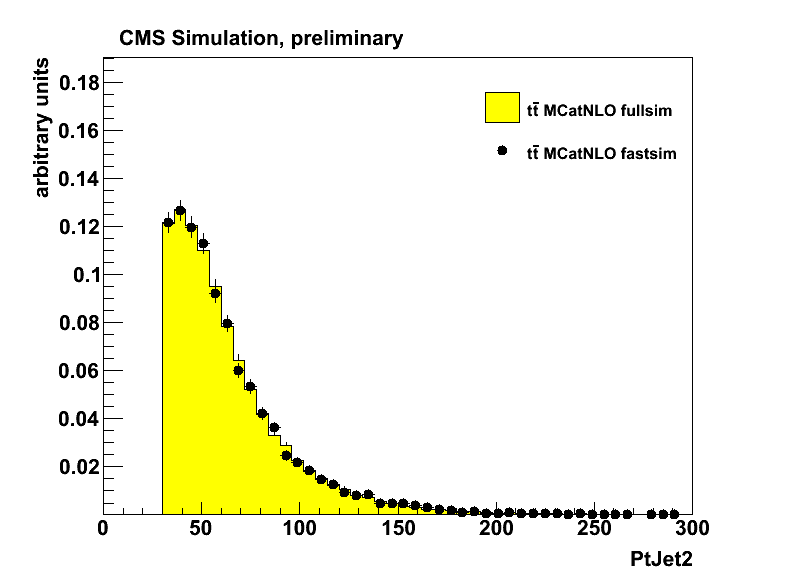 CMS Simulation, preliminary
arbitrary units
0.18
0.16
0.14
0.12
0.1
0.08
0.06
0.04
0.02
tt̄ MCatNLO fullsim
tt̄ MCatNLO fastsim
0 50 100 150 200 250 300
PtJet2